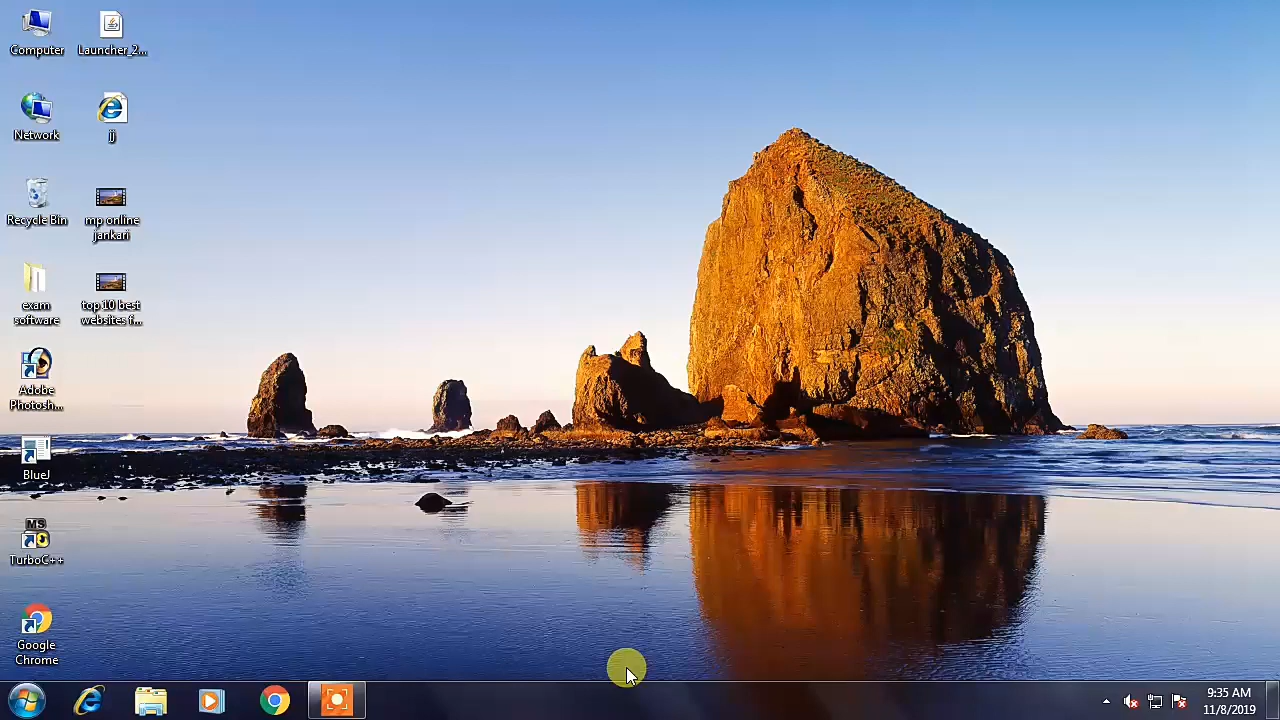 Computer
Launcher_2...
Network
jj
Recycle Bin
mp online
jankari
exam
software
top 10 best
websites f...
Adobe
Photosh...
BlueJ
MS
TurboC++
Google
Chrome
9:35 AM
11/8/2019